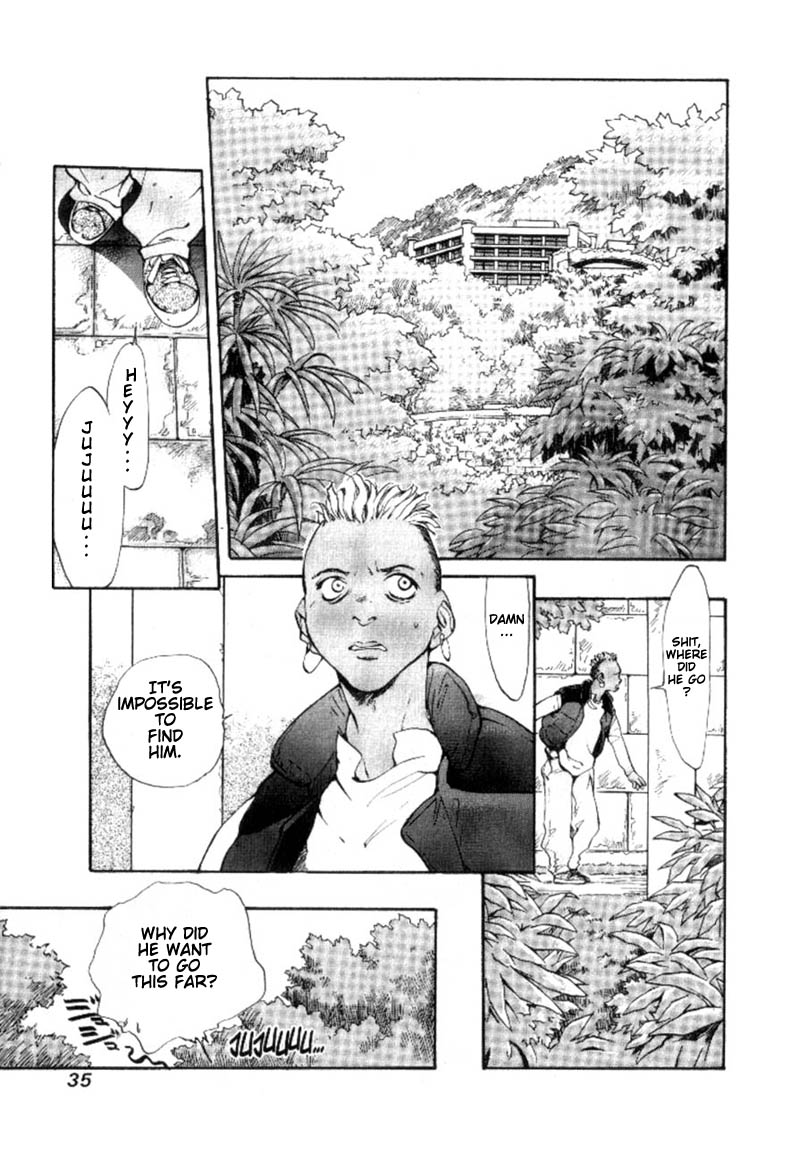 HEYYY...
JUJUUUU...
SHIT,
WHERE
DID
HE GO
?
DAMN
...
IT'S
IMPOSSIBLE
TO
FIND
HIM.
WHY DID
HE WANT
TO GO
THIS FAR?
JUJUUUU...
35